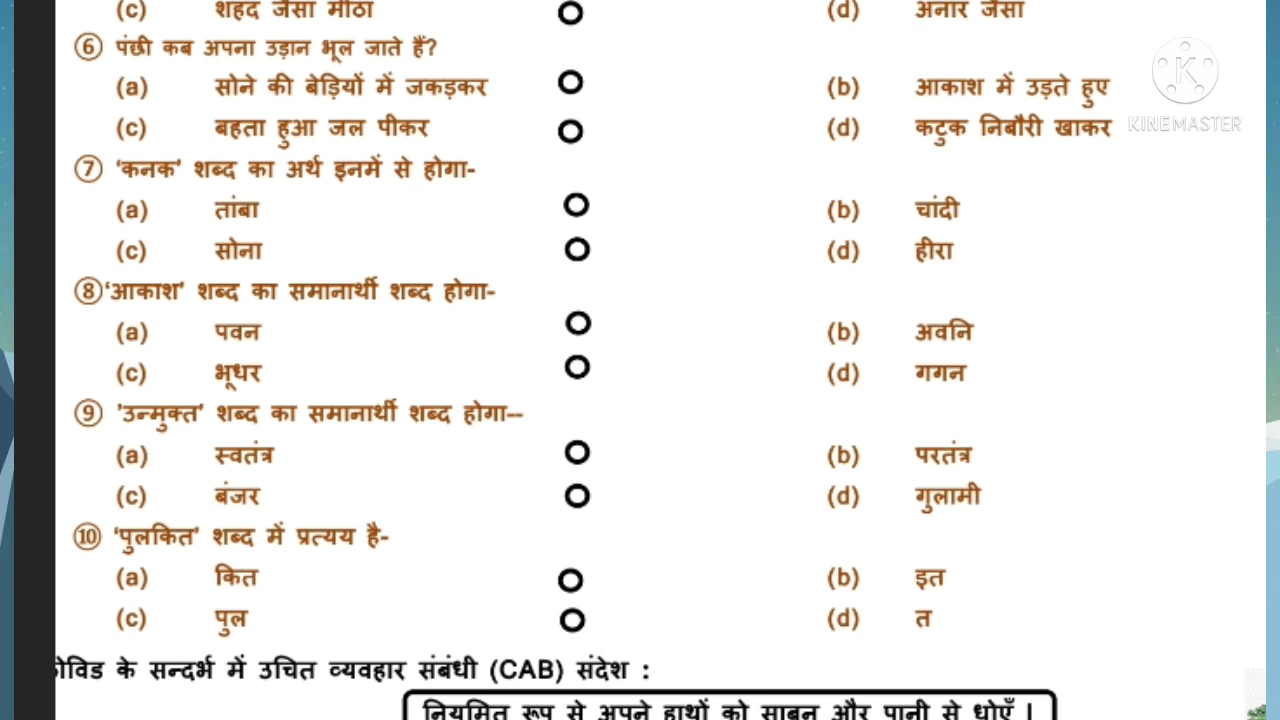 (c) शहद जैसा मीठा (d) अनार जैसा
⑥ पंछी कब अपना उड़ान भूल जाते हैं?
(a) सोने की बेड़ियों में जकड़कर (b) आकाश में उड़ते हुए
(c) बहता हुआ जल पीकर (d) कटुक निबौरी खाकर
KINEMASTER
⑦ 'कनक' शब्द का अर्थ इनमें से होगा-
(a) तांबा (b) चांदी
(c) सोना (d) हीरा
⑧ 'आकाश' शब्द का समानार्थी शब्द होगा-
(a) पवन (b) अवनि
(c) भूधर (d) गगन
⑨ 'उन्मुक्त' शब्द का समानार्थी शब्द होगा--
(a) स्वतंत्र (b) परतंत्र
(c) बंजर (d) गुलामी
⑩ 'पुलकित' शब्द में प्रत्यय है-
(a) कित (b) इत
(c) पुल (d) त
के सन्दर्भ में उचित व्यवहार संबंधी (CAB) संदेश :
नियमित रूप से अपने हाथों को साबुन और पानी से धोएँ ।